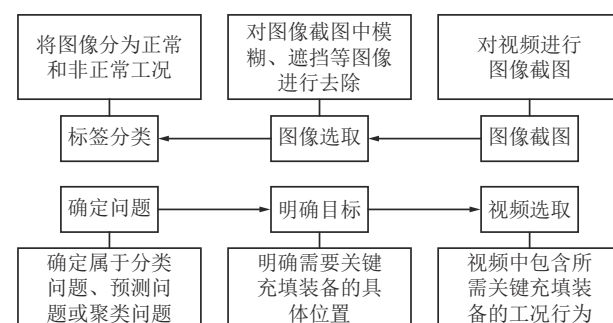 将图像分为正常
和非正常工况
对图像截图中模
糊、遮挡等图像
进行去除
对视频进行
图像截图
标签分类
图像选取
图像截图
确定问题
明确目标
视频选取
确定属于分类
问题、预测问
题或聚类问题
明确需要关键
充填装备的具
体位置
视频中包含所
需关键充填装
备的工况行为